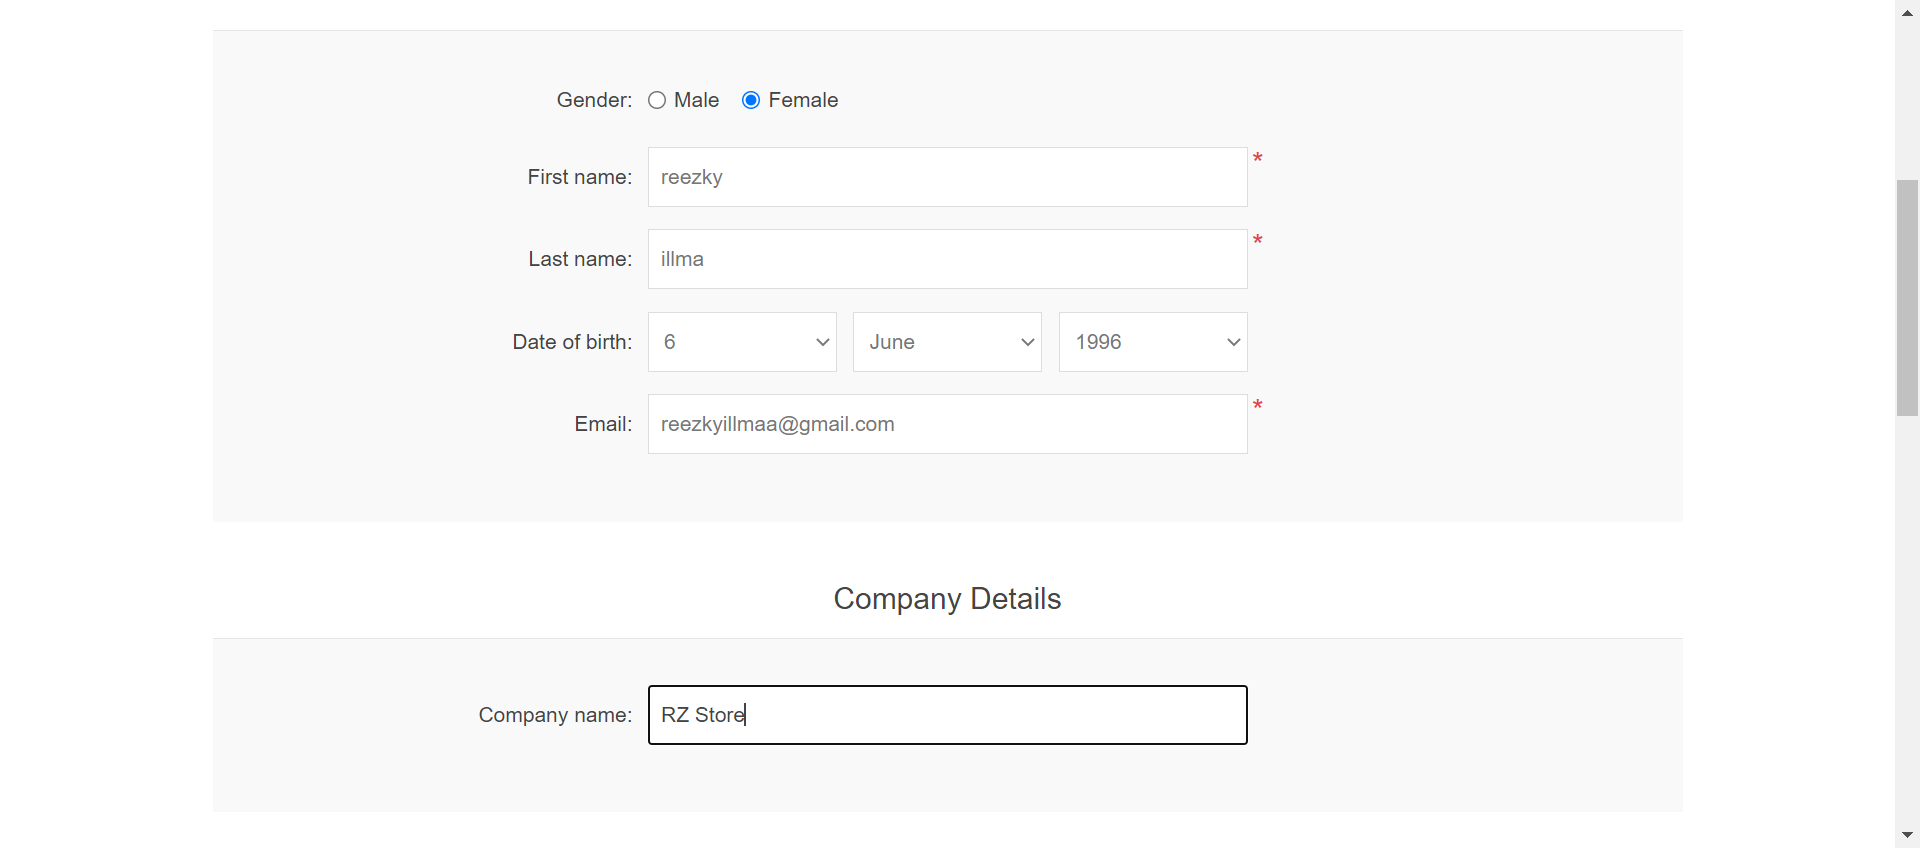 Gender: Male Female
First name: reezky *
Last name: illma *
Date of birth: 6 June 1996
Email: reezkyillmaa@gmail.com *
Company Details
Company name: RZ Store